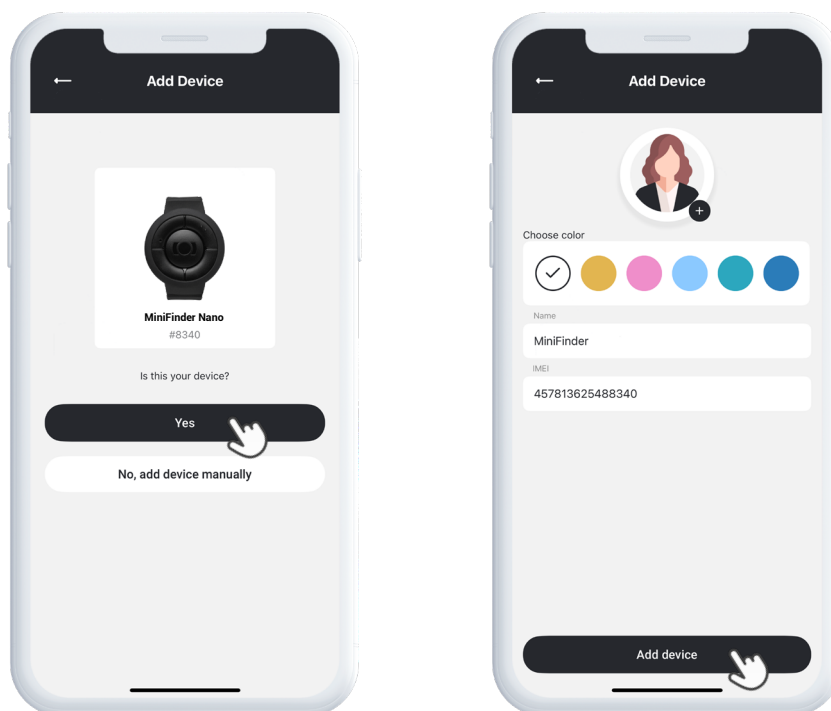 Add Device
MiniFinder Nano
#8340
Is this your device?
Yes
No, add device manually
Add Device
Choose color
Name
MiniFinder
IMEI
457813625488340
Add device